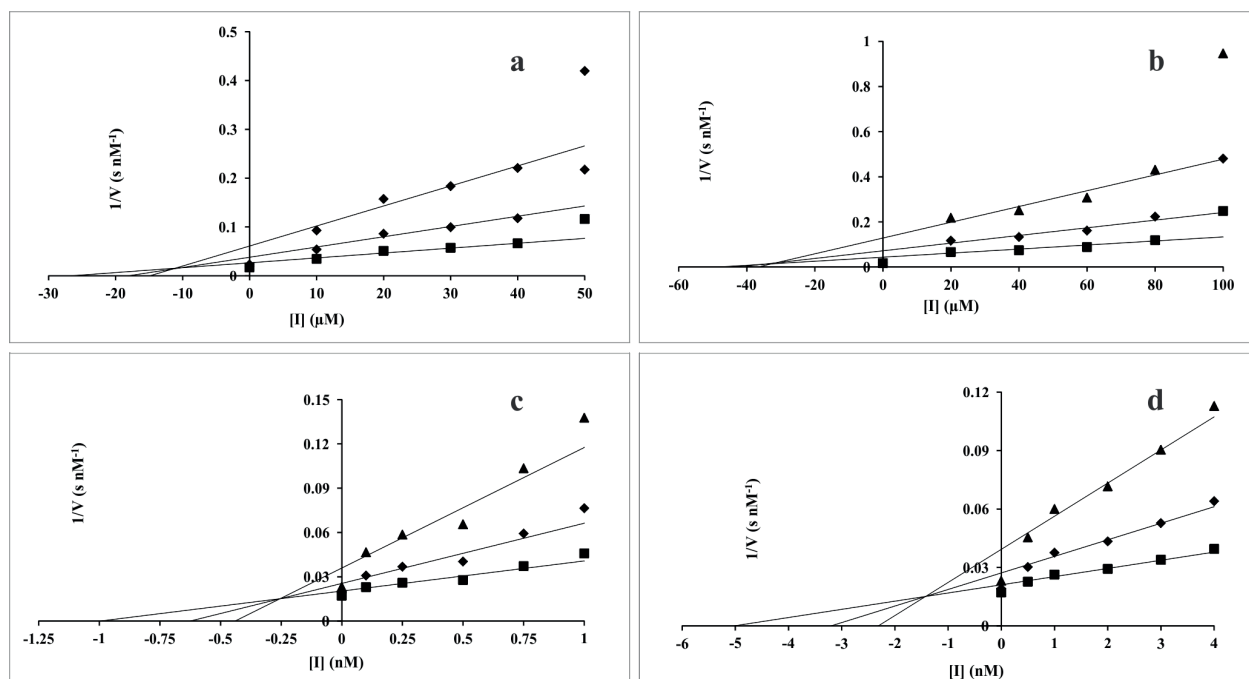 a
0.5
0.4
0.3
0.2
0.1
0
1/V (s nM⁻¹)
-30 -20 -10 0 10 20 30 40 50
[I] (µM)
b
1
0.8
0.6
0.4
0.2
0
1/V (s nM⁻¹)
-60 -40 -20 0 20 40 60 80 100
[I] (µM)
c
0.15
0.12
0.09
0.06
0.03
0
1/V (s nM⁻¹)
-1.25 -0.75 -0.25 0 0.25 0.5 0.75 1
[I] (nM)
d
0.12
0.09
0.06
0.03
0
1/V (s nM⁻¹)
-6 -5 -4 -3 -2 -1 0 1 2 3 4
[I] (nM)